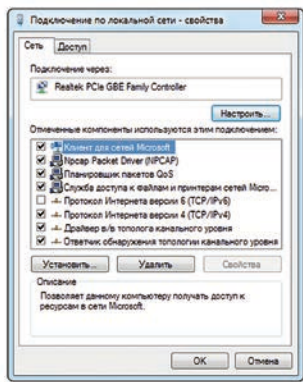 Подключение по локальной сети - свойства
Сеть Доступ
Подключение через:
Realtek PCIe GBE Family Controller
Настроить...
Отмеченные компоненты используются этим подключением:
Клиент для сетей Microsoft
Npcap Packet Driver (NPCAP)
Планировщик пакетов QoS
Служба доступа к файлам и принтерам сетей Micro...
Протокол Интернета версии 6 (TCP/IPv6)
Протокол Интернета версии 4 (TCP/IPv4)
Драйвер в/в тополога канального уровня
Ответчик обнаружения топологии канального уровня
Установить... Удалить Свойства
Описание
Позволяет данному компьютеру получать доступ к
ресурсам в сети Microsoft.
OK Отмена